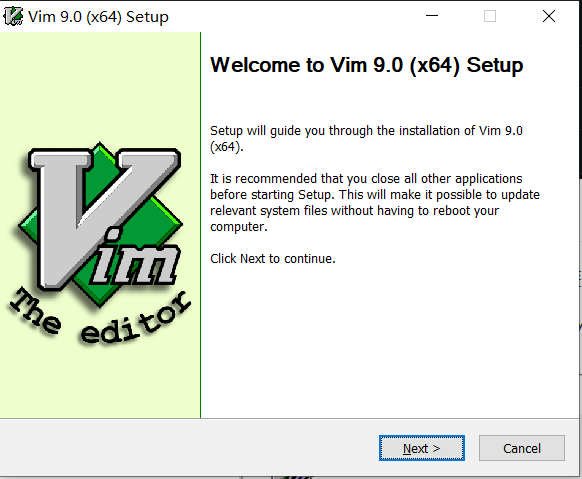 Vim 9.0 (x64) Setup
Welcome to Vim 9.0 (x64) Setup
Setup will guide you through the installation of Vim 9.0
(x64).
It is recommended that you close all other applications
before starting Setup. This will make it possible to update
relevant system files without having to reboot your
computer.
Click Next to continue.
Vim
The editor
Next >
Cancel